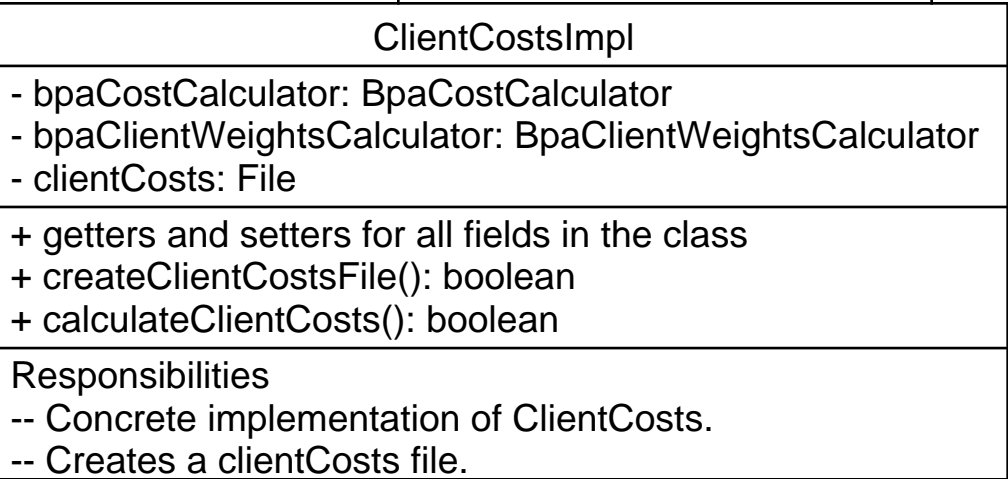 ClientCostsImpl
- bpaCostCalculator: BpaCostCalculator
- bpaClientWeightsCalculator: BpaClientWeightsCalculator
- clientCosts: File
+ getters and setters for all fields in the class
+ createClientCostsFile(): boolean
+ calculateClientCosts(): boolean
Responsibilities
-- Concrete implementation of ClientCosts.
-- Creates a clientCosts file.